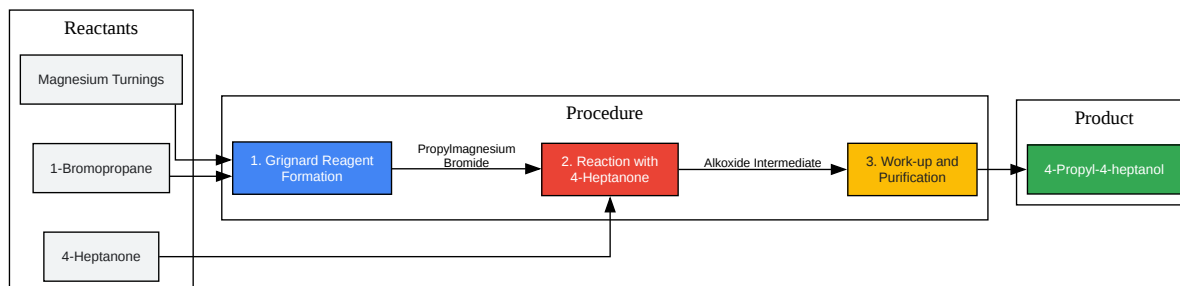 Reactants
Magnesium Turnings
1-Bromopropane
4-Heptanone
Procedure
1. Grignard Reagent
Formation
Propylmagnesium
Bromide
2. Reaction with
4-Heptanone
Alkoxide Intermediate
3. Work-up and
Purification
Product
4-Propyl-4-heptanol